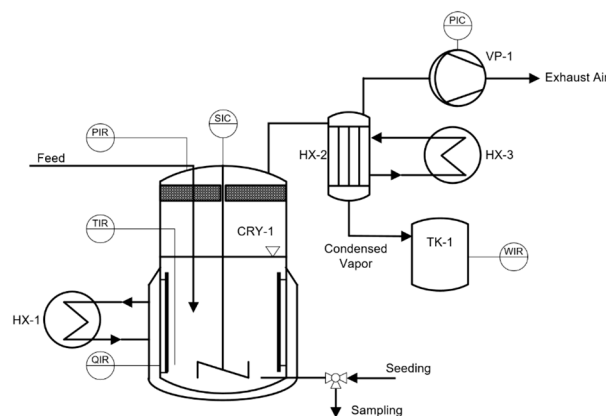 PIC
VP-1
Exhaust Air
SIC
PIR
HX-2
HX-3
Feed
TIR
CRY-1
TK-1
WIR
Condensed
Vapor
HX-1
QIR
Seeding
Sampling